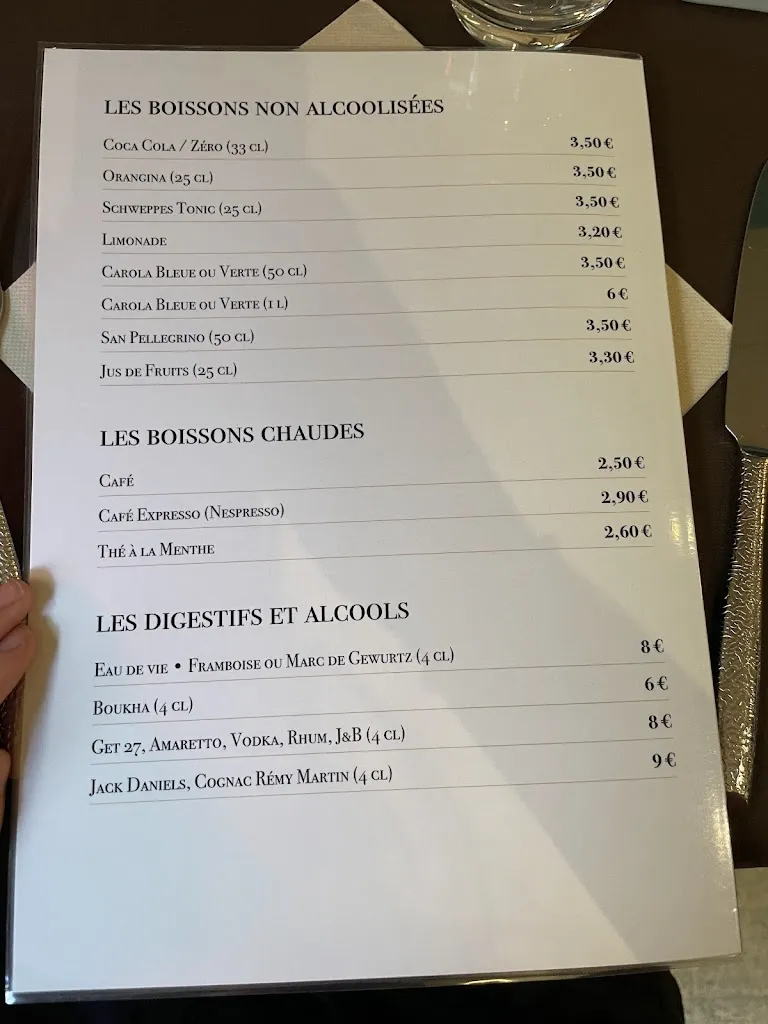 LES BOISSONS NON ALCOOLISÉES
COCA COLA / ZÉRO (33 CL) 3,50 €
ORANGINA (25 CL) 3,50 €
SCHWEPPES TONIC (25 CL) 3,50 €
LIMONADE 3,20 €
CAROLA BLEUE OU VERTE (50 CL) 3,50 €
CAROLA BLEUE OU VERTE (1 L) 6 €
SAN PELLEGRINO (50 CL) 3,50 €
JUS DE FRUITS (25 CL) 3,30 €
LES BOISSONS CHAUDES
CAFÉ 2,50 €
CAFÉ EXPRESSO (NESPRESSO) 2,90 €
THÉ À LA MENTHE 2,60 €
LES DIGESTIFS ET ALCOOLS
EAU DE VIE • FRAMBOISE OU MARC DE GEWURTZ (4 CL) 8 €
BOUKHA (4 CL) 6 €
GET 27, AMARETTO, VODKA, RHUM, J&B (4 CL) 8 €
JACK DANIELS, COGNAC RÉMY MARTIN (4 CL) 9 €